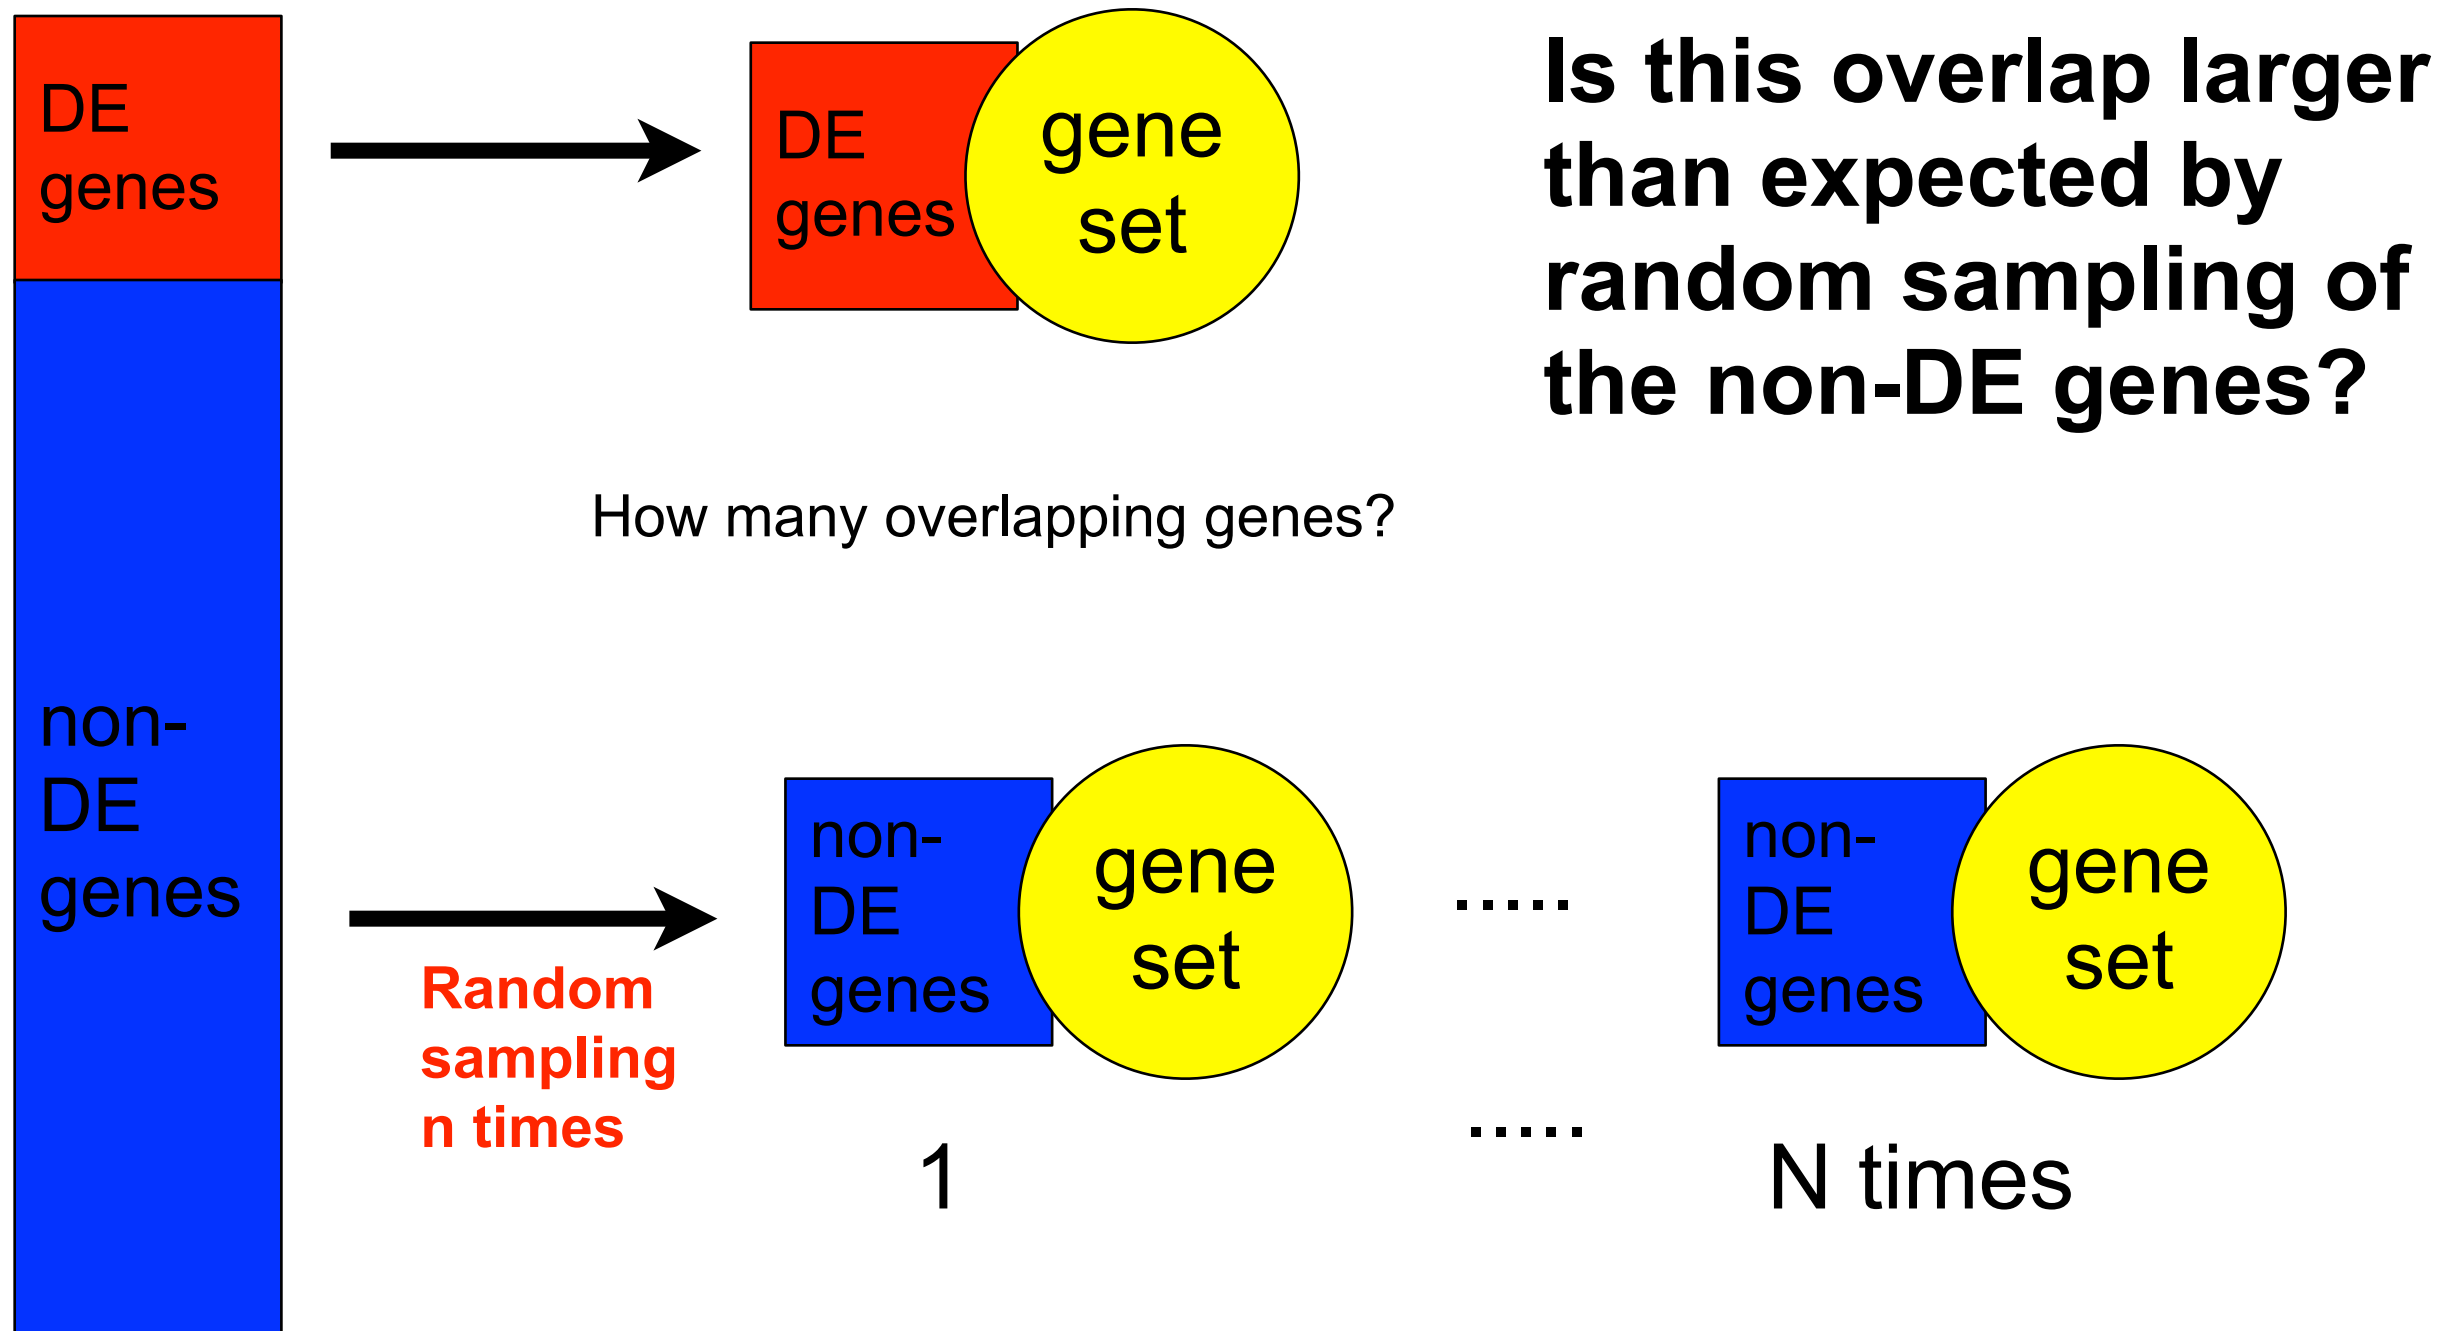 DE
genes
non-
DE
genes
DE
genes
gene
set
Is this overlap larger
than expected by
random sampling of
the non-DE genes?
How many overlapping genes?
Random
sampling
n times
non-
DE
genes
gene
set
.....
non-
DE
genes
gene
set
1
.....
N times